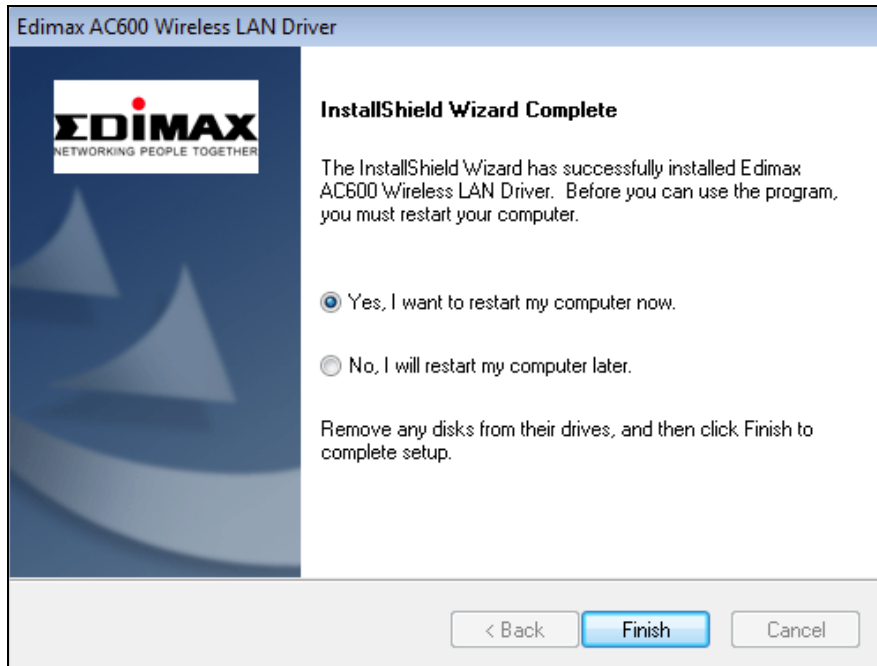 Edimax AC600 Wireless LAN Driver
EDIMAX
NETWORKING PEOPLE TOGETHER
InstallShield Wizard Complete
The InstallShield Wizard has successfully installed Edimax
AC600 Wireless LAN Driver. Before you can use the program,
you must restart your computer.
Yes, I want to restart my computer now.
No, I will restart my computer later.
Remove any disks from their drives, and then click Finish to
complete setup.
< Back
Finish
Cancel